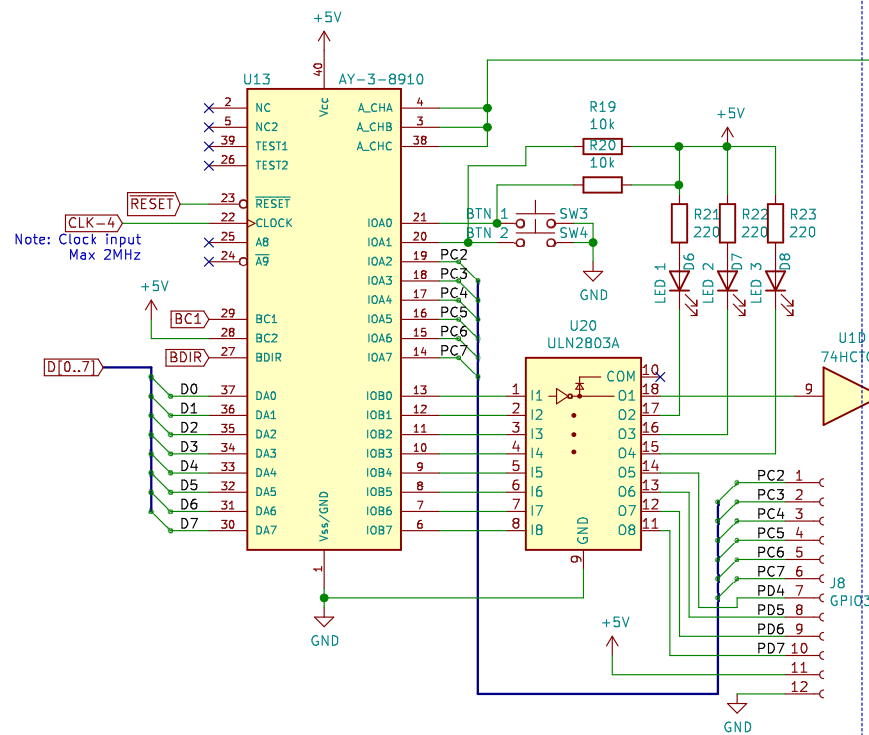 +5V
40
U13
AY-3-8910
Vcc
2 NC
5 NC2
39 TEST1
26 TEST2
A_CHA 4
A_CHB 3
A_CHC 38
RESET
23 RESET
CLK-4
22 CLOCK
Note: Clock input
Max 2MHz
25 A8
24 A9
+5V
BC1
29 BC1
28 BC2
BDIR
27 BDIR
D[0..7]
D0 37 DA0
D1 36 DA1
D2 35 DA2
D3 34 DA3
D4 33 DA4
D5 32 DA5
D6 31 DA6
D7 30 DA7
IOA0 21
IOA1 20
IOA2 19 PC2
IOA3 18 PC3
IOA4 17 PC4
IOA5 16 PC5
IOA6 15 PC6
IOA7 14 PC7
IOB0 13
IOB1 12
IOB2 11
IOB3 10
IOB4 9
IOB5 8
IOB6 7
IOB7 6
Vss/GND
1
GND
R19
10k
R20
10k
BTN_1 SW3
BTN_2 SW4
GND
+5V
R21
220
R22
220
R23
220
LED_1 D6
LED_2 D7
LED_3 D8
U20
ULN2803A
COM 10
1 I1
2 I2
3 I3
4 I4
5 I5
6 I6
7 I7
8 I8
O1 18
O2 17
O3 16
O4 15
O5 14
O6 13
O7 12
O8 11
GND
9
U1D
74HCT
9
PC2 1
PC3 2
PC4 3
PC5 4
PC6 5
PC7 6
PD4 7
PD5 8
PD6 9
PD7 10
11
12
J8
GPIO3
+5V
GND